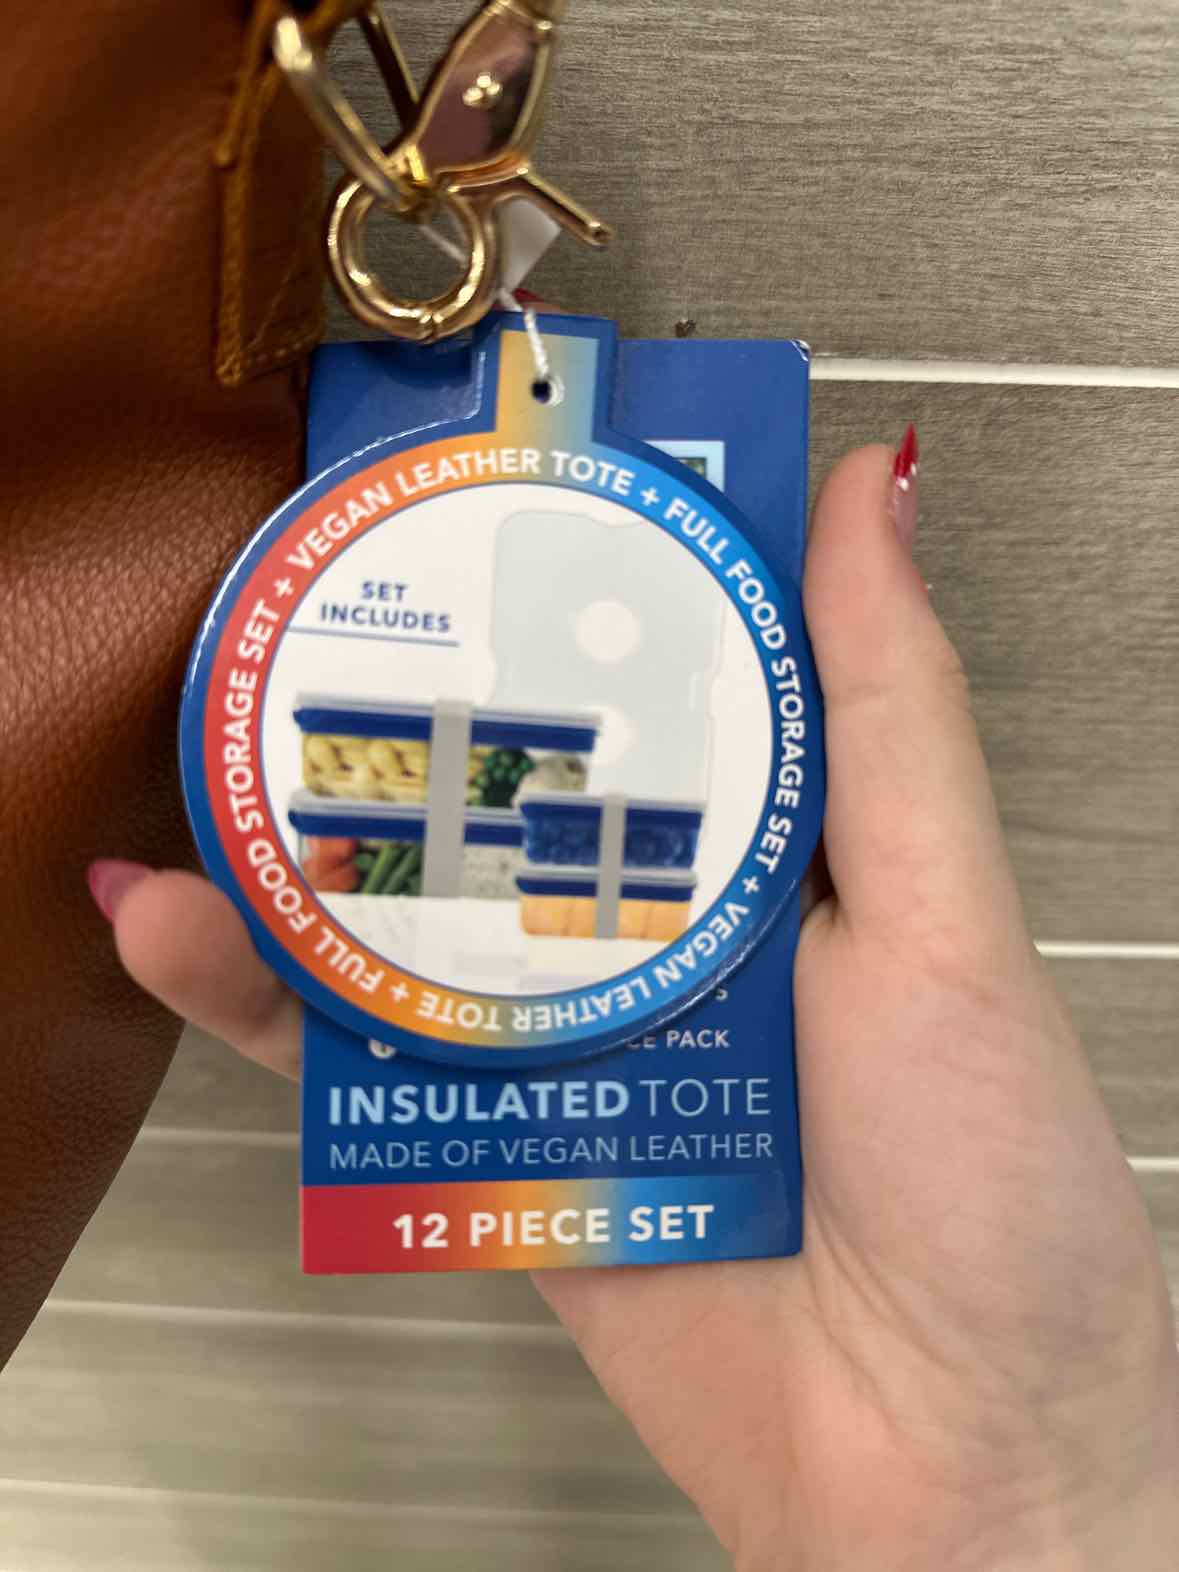 VEGAN LEATHER TOTE + FULL FOOD STORAGE SET + VEGAN LEATHER TOTE + FULL FOOD STORAGE SET +
SET
INCLUDES
PACK
INSULATED TOTE
MADE OF VEGAN LEATHER
12 PIECE SET